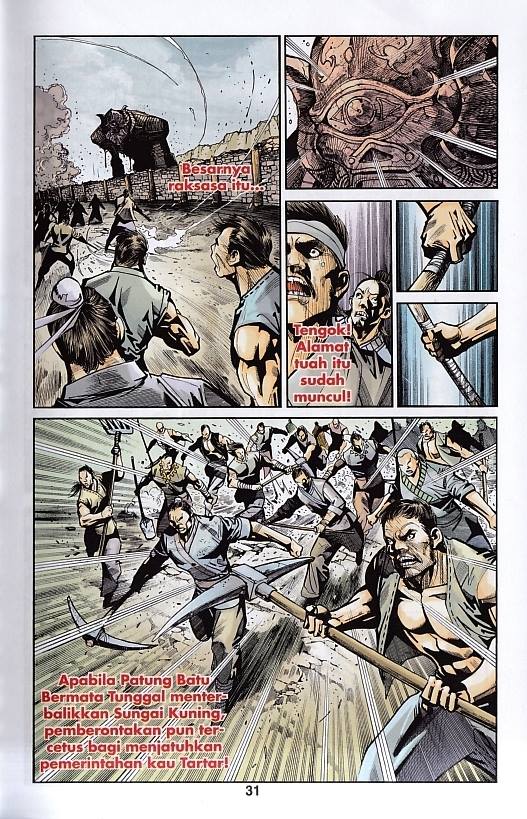 Besarnya
raksasa itu...
Tengok!
Alamat
tuah itu
sudah
muncul!
Apabila Patung Batu
Bermata Tunggal menter-
balikkan Sungai Kuning,
pemberontakan pun ter-
cetus bagi menjatuhkan
pemerintahan kau Tartar!
31